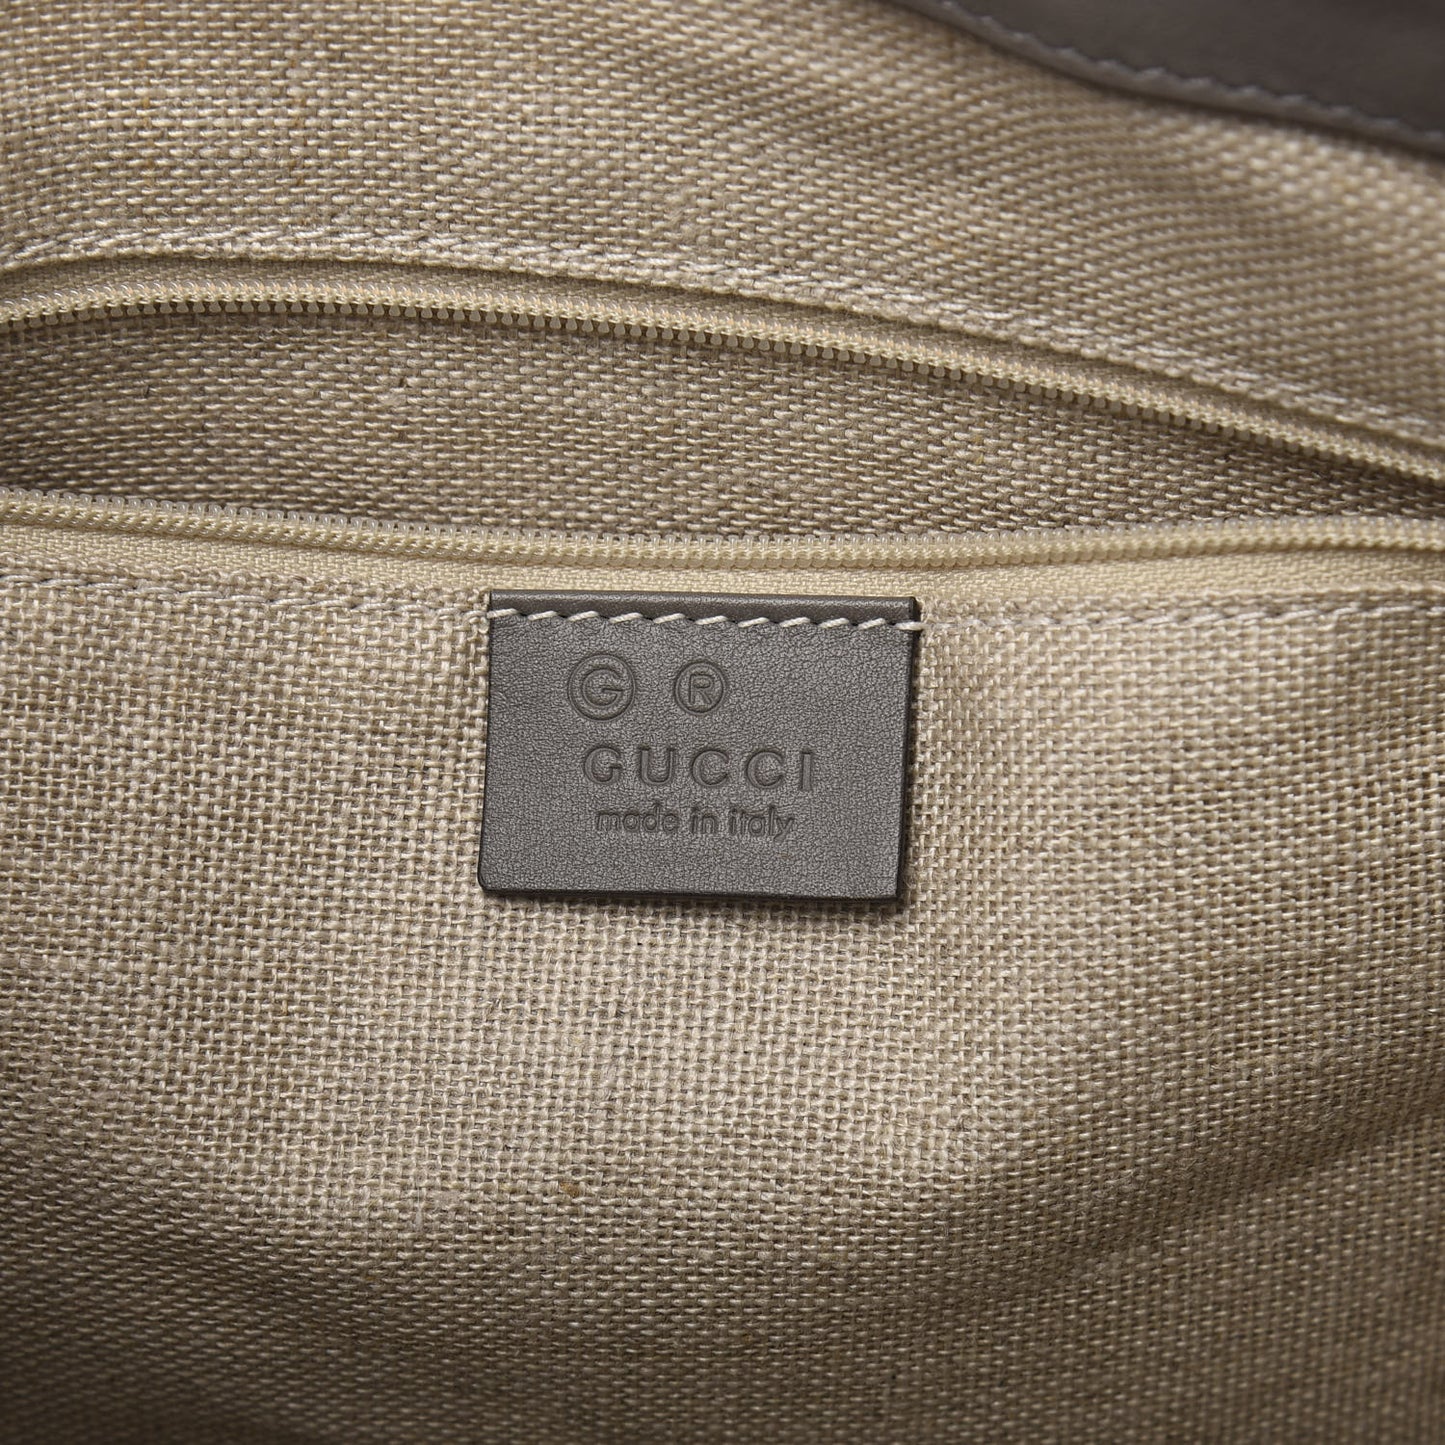 Ⓖ ®
GUCCI
made in italy